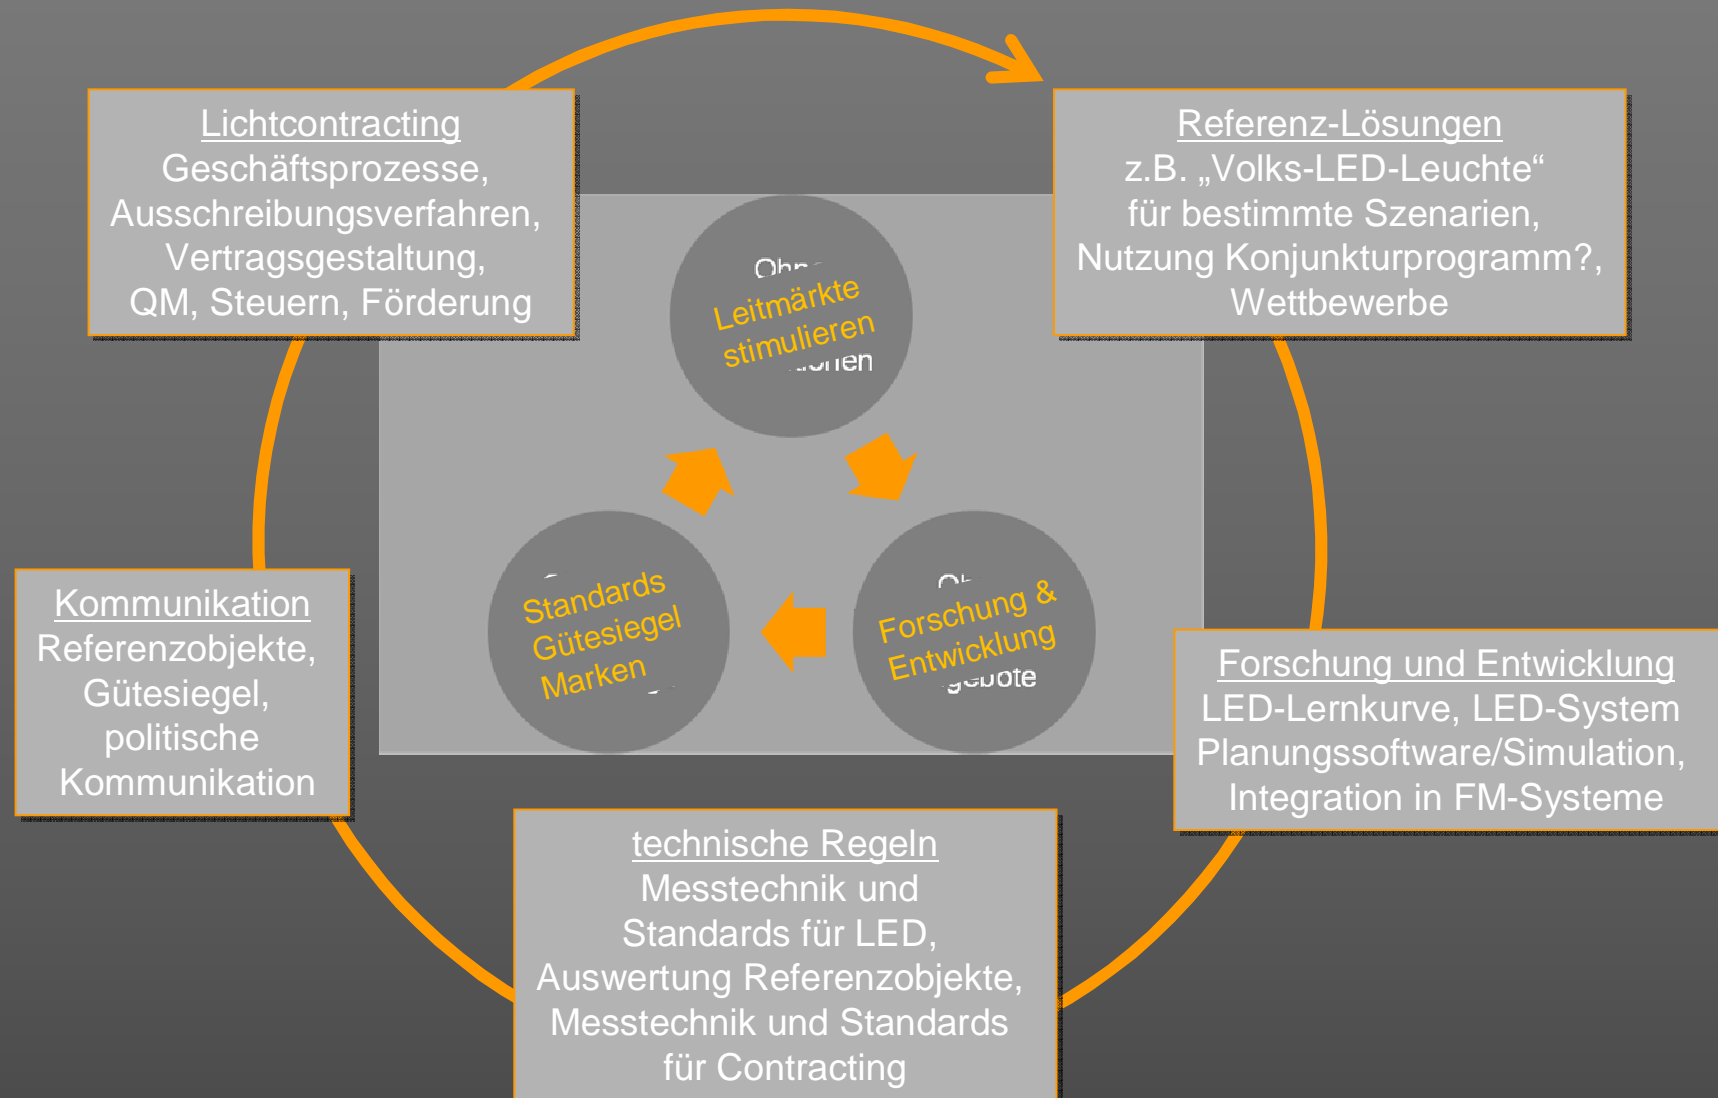 Lichtcontracting
Geschäftsprozesse,
Ausschreibungsverfahren,
Vertragsgestaltung,
QM, Steuern, Förderung
Referenz-Lösungen
z.B. „Volks-LED-Leuchte“
für bestimmte Szenarien,
Nutzung Konjunkturprogramm?,
Wettbewerbe
Leitmärkte
stimulieren
Standards
Gütesiegel
Marken
Forschung &
Entwicklung
Kommunikation
Referenzobjekte,
Gütesiegel,
politische
Kommunikation
Forschung und Entwicklung
LED-Lernkurve, LED-System
Planungssoftware/Simulation,
Integration in FM-Systeme
technische Regeln
Messtechnik und
Standards für LED,
Auswertung Referenzobjekte,
Messtechnik und Standards
für Contracting